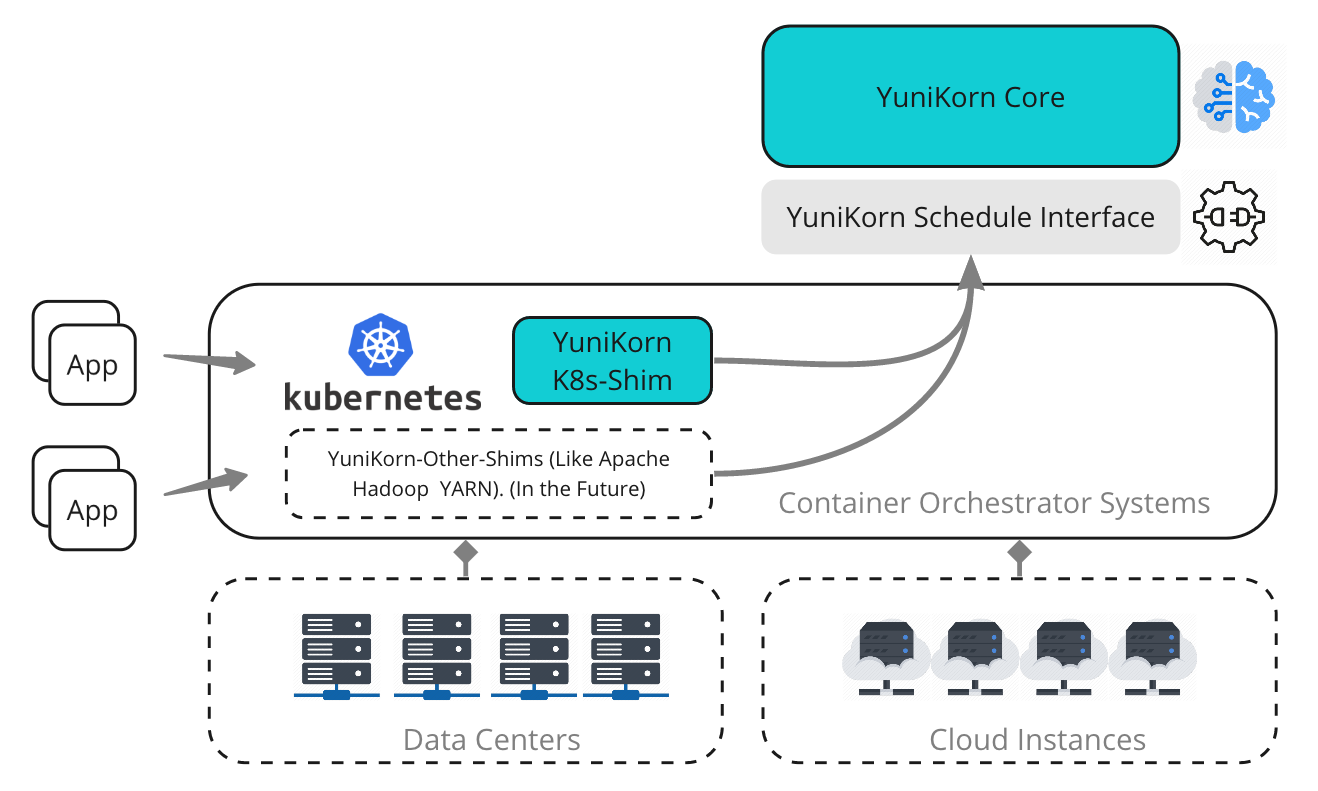 YuniKorn Core
YuniKorn Schedule Interface
App
kubernetes
YuniKorn
K8s-Shim
App
YuniKorn-Other-Shims (Like Apache
Hadoop  YARN). (In the Future)
Container Orchestrator Systems
Data Centers
Cloud Instances